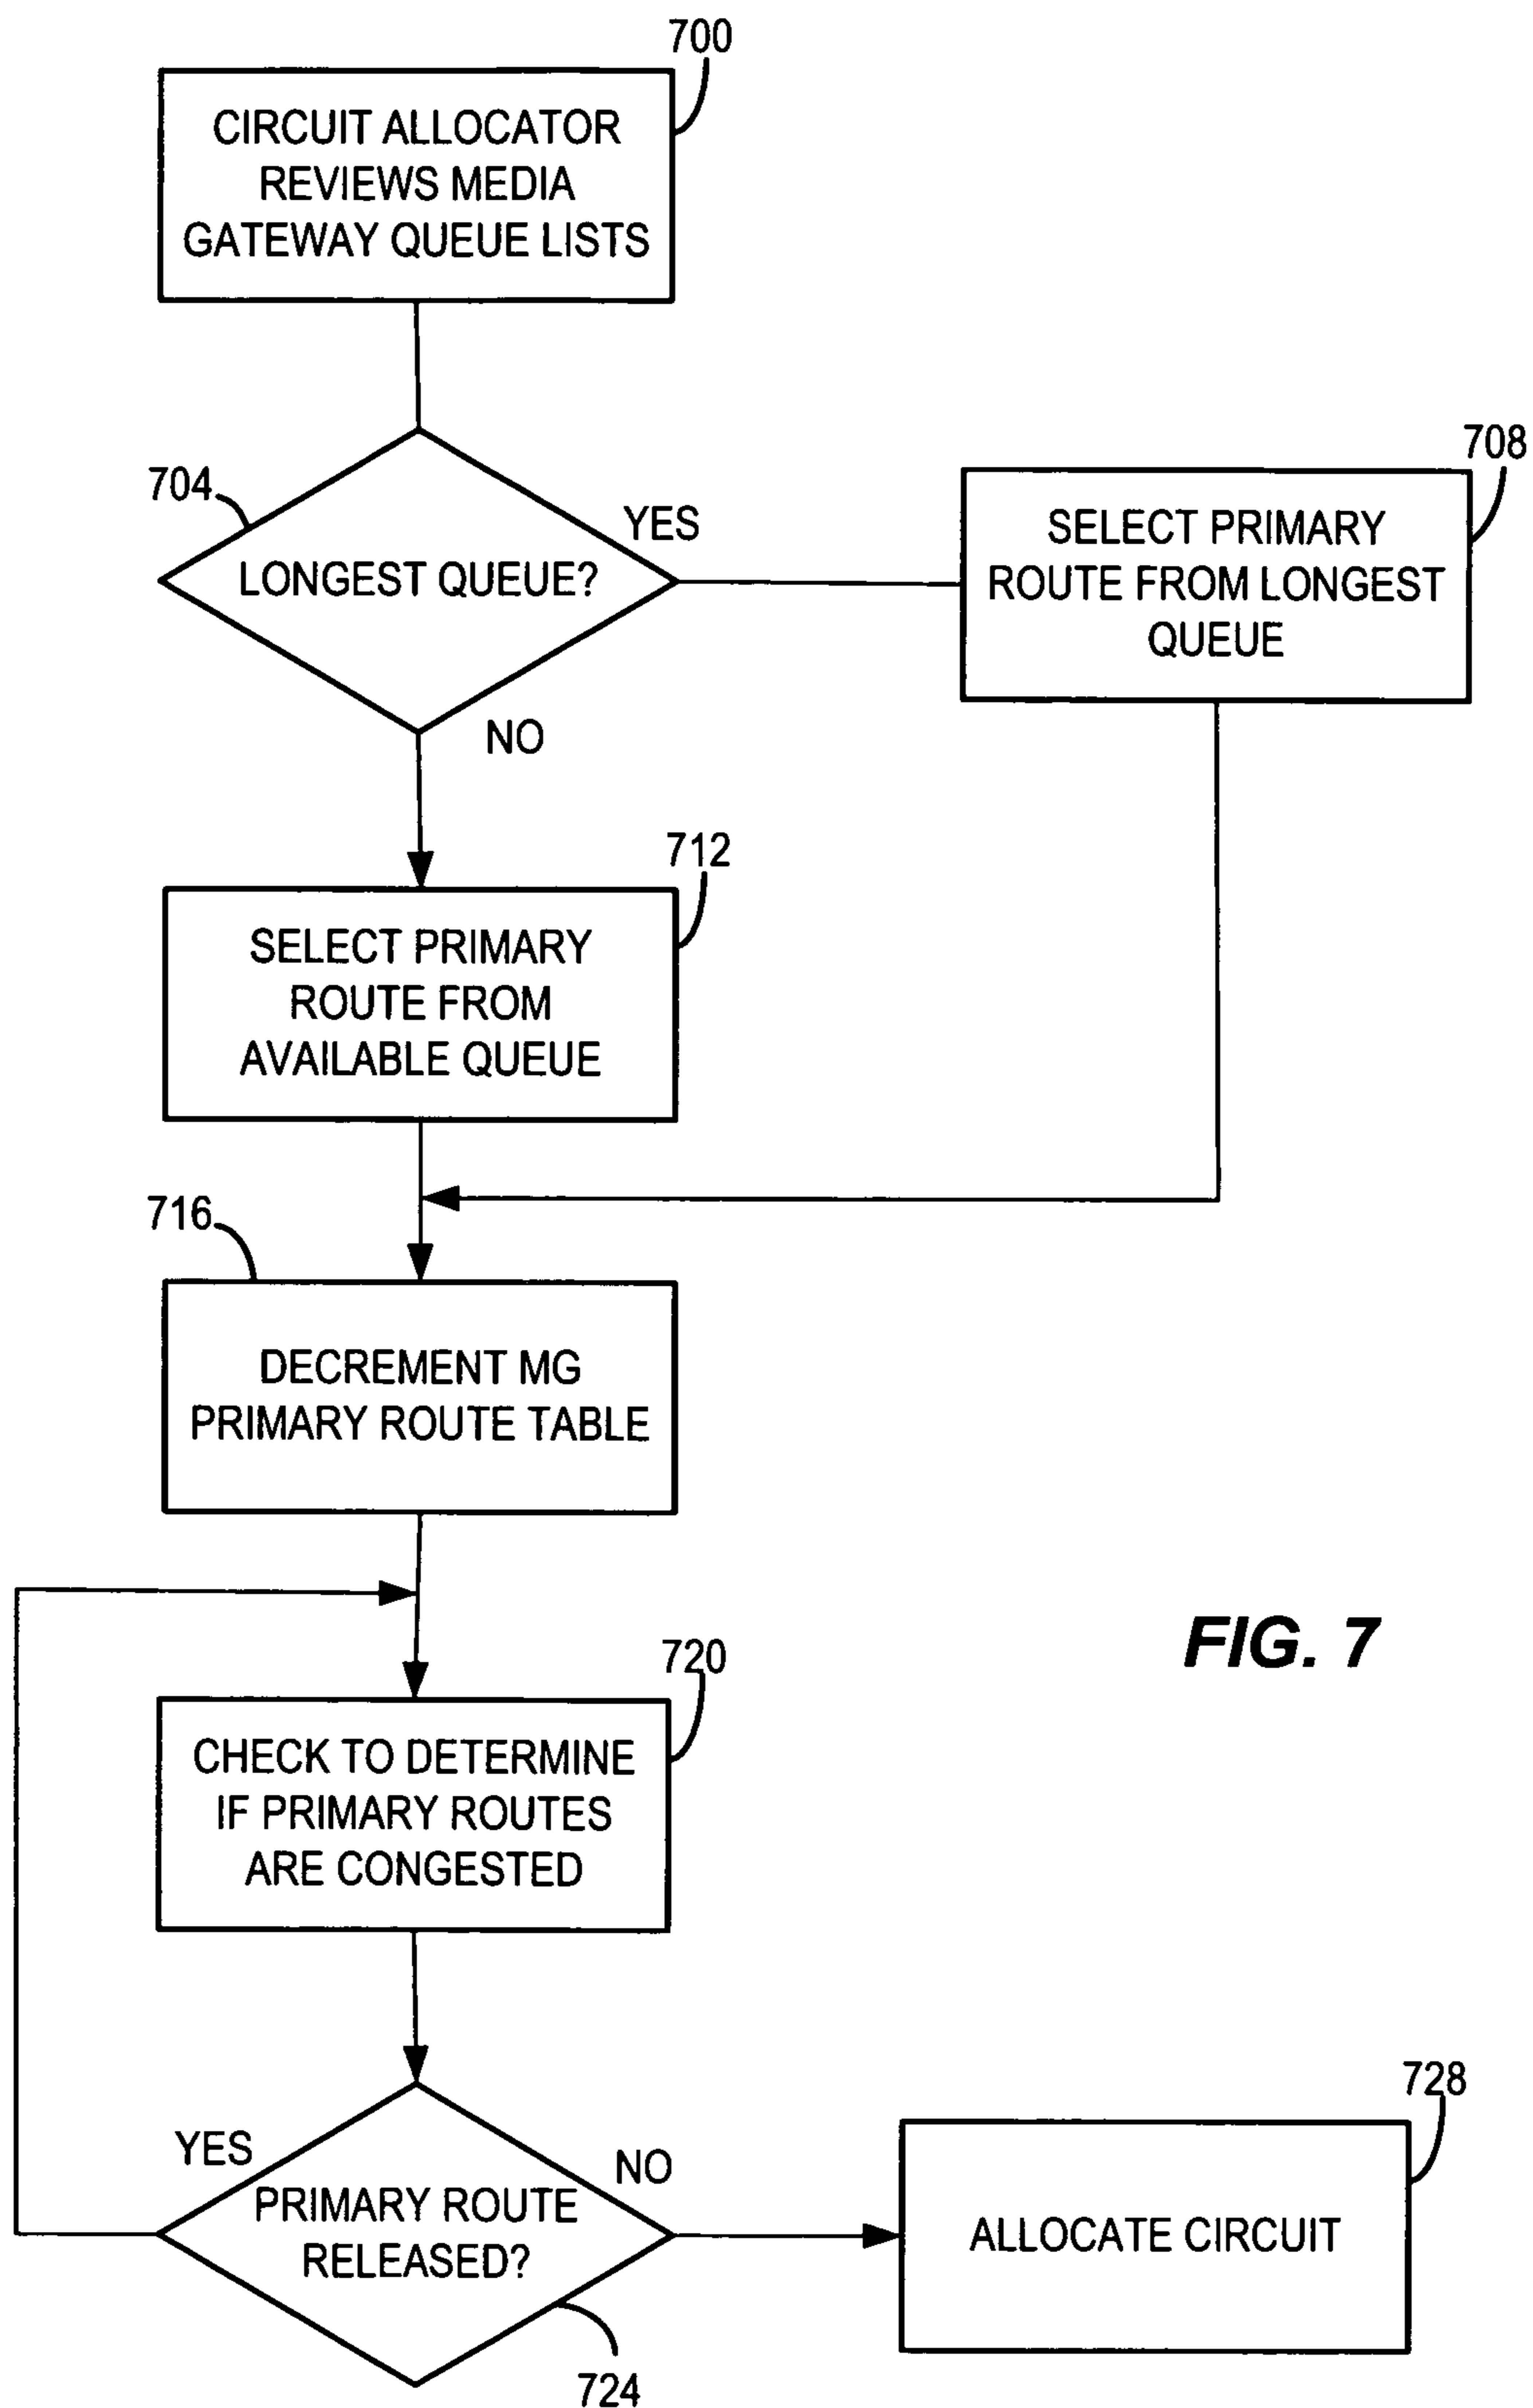 700
CIRCUIT ALLOCATOR
REVIEWS MEDIA
GATEWAY QUEUE LISTS
704
LONGEST QUEUE?
YES
NO
708
SELECT PRIMARY
ROUTE FROM LONGEST
QUEUE
712
SELECT PRIMARY
ROUTE FROM
AVAILABLE QUEUE
716
DECREMENT MG
PRIMARY ROUTE TABLE
FIG. 7
720
CHECK TO DETERMINE
IF PRIMARY ROUTES
ARE CONGESTED
YES
NO
PRIMARY ROUTE
RELEASED?
724
728
ALLOCATE CIRCUIT